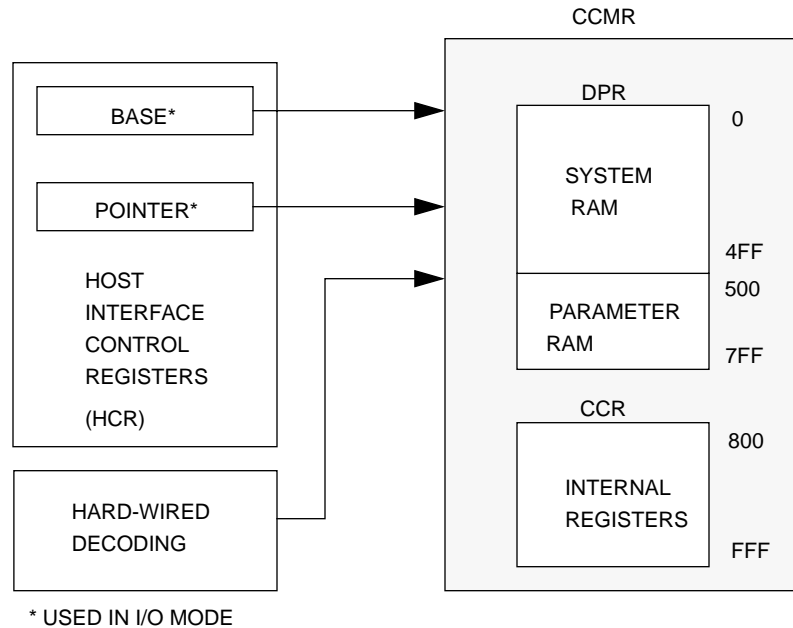 CCMR
BASE*
POINTER*
HOST
INTERFACE
CONTROL
REGISTERS
(HCR)
HARD-WIRED
DECODING
DPR
0
SYSTEM
RAM
4FF
500
PARAMETER
RAM
7FF
CCR
800
INTERNAL
REGISTERS
FFF
* USED IN I/O MODE